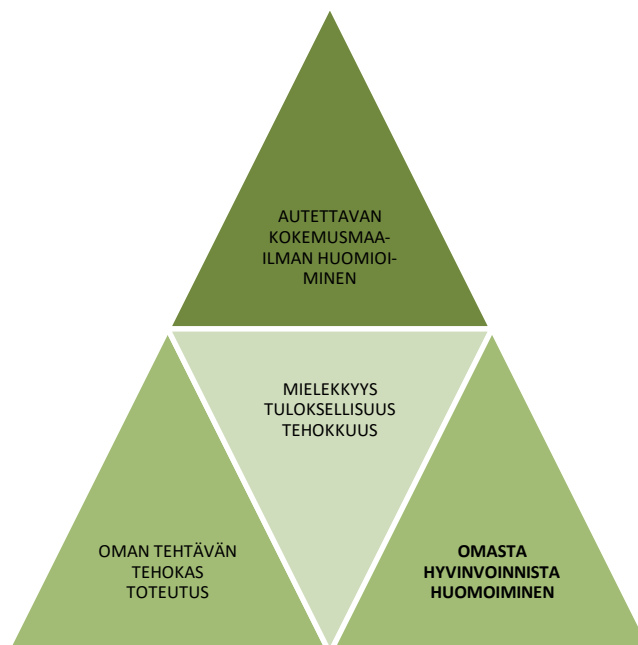 AUTETTAVAN
KOKEMUSMAA-
ILMAN HUOMIOI-
MINEN
MIELEKKYYS
TULOKSELLISUUS
TEHOKKUUS
OMAN TEHTÄVÄN
TEHOKAS
TOTEUTUS
OMASTA
HYVINVOINNISTA
HUOMOIMINEN